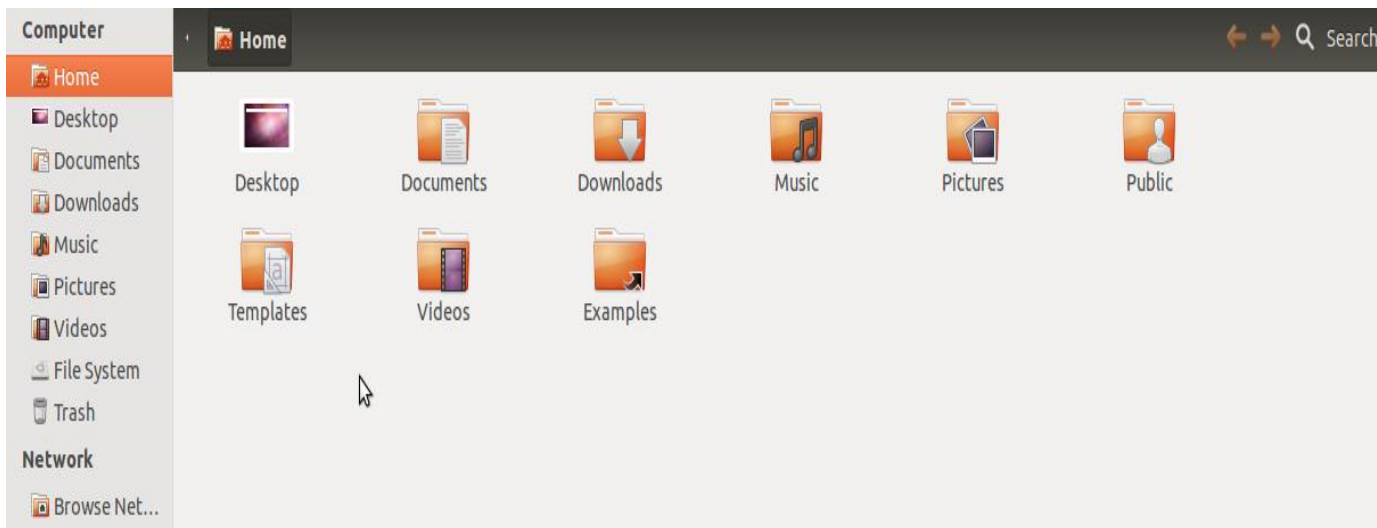 Computer
Home
Desktop
Documents
Downloads
Music
Pictures
Videos
File System
Trash
Network
Browse Net...
Home
Search
Desktop Documents Downloads Music Pictures Public
Templates Videos Examples